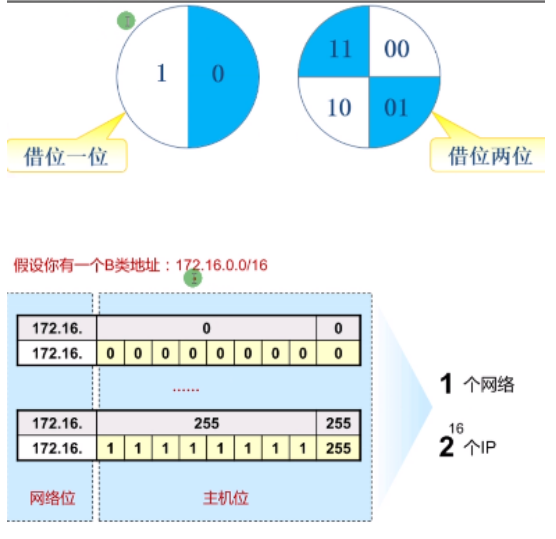 1 0
11 00
10 01
借位一位
借位两位
假设你有一个B类地址：172.16.0.0/16
172.16. 0 0
172.16. 0 0 0 0 0 0 0 0 0
......
172.16. 255 255
172.16. 1 1 1 1 1 1 1 1 255
网络位 主机位
1 个网络
2^16 个IP